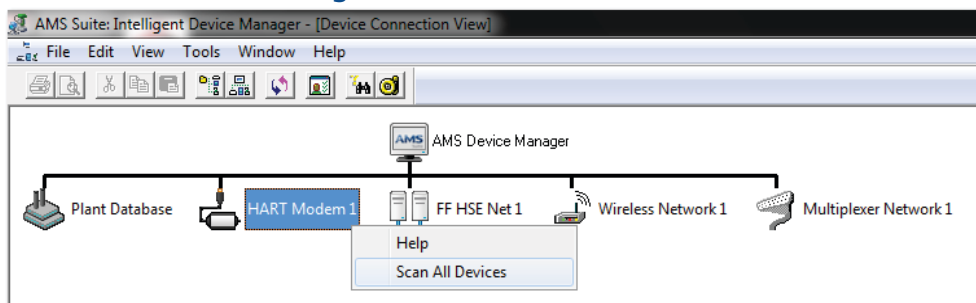 AMS Suite: Intelligent Device Manager - [Device Connection View]
File Edit View Tools Window Help
AMS AMS Device Manager
Plant Database HART Modem 1 FF HSE Net 1 Wireless Network 1 Multiplexer Network 1
Help
Scan All Devices